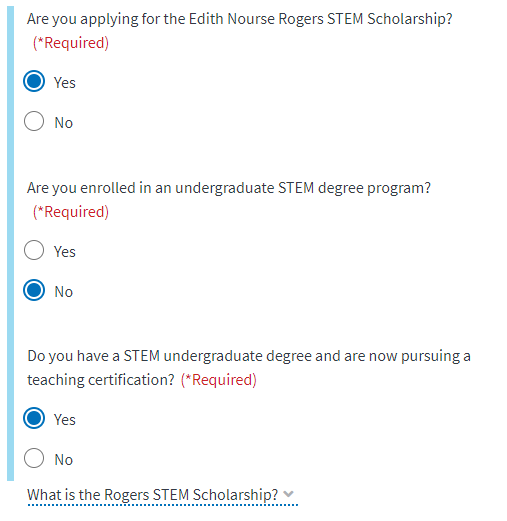 Are you applying for the Edith Nourse Rogers STEM Scholarship?
(*Required)
Yes
No
Are you enrolled in an undergraduate STEM degree program?
(*Required)
Yes
No
Do you have a STEM undergraduate degree and are now pursuing a
teaching certification? (*Required)
Yes
No
What is the Rogers STEM Scholarship?